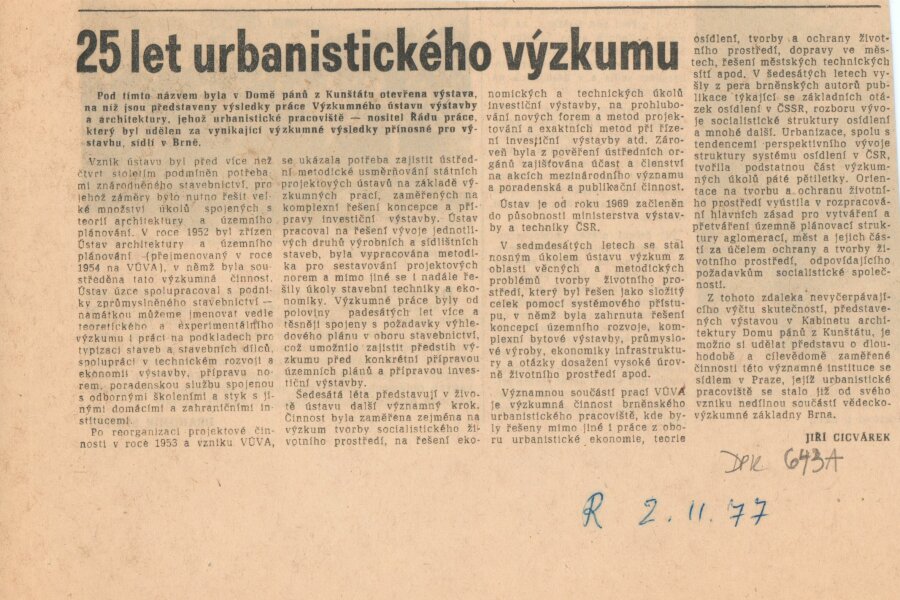 25 let urbanistického výzkumu
Pod tímto názvem byla v Domě pánů z Kunštátu otevřena výstava,
na níž jsou představeny výsledky práce Výzkumného ústavu výstavby
a architektury, jehož urbanistické pracoviště — nositel Řádu práce,
který byl udělen za vynikající výzkumné výsledky přínosné pro vý-
stavbu, sídlí v Brně.
Vznik ústavu byl před více než
čtvrt stoletím podmíněn potřeba-
mi znárodněného stavebnictví, pro
jehož záměry bylo nutno řešit vel-
ké množství úkolů spojených s
teorií architektury a územního
plánování. V roce 1952 byl zřízen
Ústav architektury a územního
plánování (přejmenovaný v roce
1954 na VÚVA), v němž byla sou-
středěna tato výzkumná činnost.
Ústav úzce spolupracoval s podni-
ky zprůmyslněného stavebnictví —
namátkou můžeme jmenovat vedle
teoretického a experimentálního
výzkumu i práci na podkladech pro
typizaci staveb a stavebních dílců,
spolupráci v technickém rozvoji a
ekonomii výstavby, přípravu no-
rem, poradenskou službu spojenou
s odbornými školeními a styk s ji-
nými domácími a zahraničními in-
stitucemi.
Po reorganizaci projektové čin-
nosti v roce 1953 a vzniku VÚVA,
se ukázala potřeba zajistit ústřed-
ní metodické usměrňování státních
projektových ústavů na základě vý-
zkumných prací, zaměřených na
komplexní řešení koncepce a pří-
pravy investiční výstavby. Ústav
pracoval na řešení vývoje jednotli-
vých druhů výrobních a sídlištních
staveb, byla vypracována metodi-
ka pro sestavování projektových
norem a mimo jiné se i nadále ře-
šily úkoly stavební techniky a eko-
nomiky. Výzkumné práce byly od
poloviny padesátých let více a
těsněji spojeny s požadavky výhle-
dového plánu v oboru stavebnictví,
což umožnilo zajistit předstih vý-
zkumu před konkrétní přípravou
územních plánů a přípravou inves-
tiční výstavby.
Šedesátá léta představují v živo-
tě ústavu další významný krok.
Činnost byla zaměřena zejména na
výzkum tvorby socialistického ži-
votního prostředí, na řešení eko-
nomických a technických úkolů
investiční výstavby, na prohlubo-
vání nových forem a metod projek-
tování a exaktních metod při říze-
ní investiční výstavby atd. Záro-
veň byla z pověření ústředních or-
gánů zajišťována účast a členství
na akcích mezinárodního významu
a poradenská a publikační činnost.
Ústav je od roku 1969 začleněn
do působnosti ministerstva výstav-
by a techniky ČSR.
V sedmdesátých letech se stal
nosným úkolem ústavu výzkum z
oblasti věcných a metodických
problémů tvorby životního pro-
středí, který byl řešen jako složitý
celek pomocí systémového přístu-
pu, v němž byla zahrnuta řešení
koncepcí územního rozvoje, kom-
plexní bytové výstavby, průmyslo-
vé výroby, ekonomiky infrastruktu-
ry a otázky dosažení vysoké úrov-
ně životního prostředí apod.
Významnou součástí prací VÚVA
je výzkumná činnost brněnského
urbanistického pracoviště, kde by-
ly řešeny mimo jiné i práce z obo-
ru urbanistické ekonomie, teorie
osídlení, tvorby a ochrany život-
ního prostředí, dopravy ve měs-
tech, řešení městských technických
sítí apod. V šedesátých letech vy-
šly z pera brněnských autorů pub-
likace týkající se základních otá-
zek osídlení v ČSSR, rozboru vývo-
je socialistické struktury osídlení
a mnohé další. Urbanizace, spolu s
tendencemi perspektivního vývoje
struktury systému osídlení v ČSR,
tvořila podstatnou část výzkum-
ných úkolů páté pětiletky. Orien-
tace na tvorbu a ochranu životní-
ho prostředí vyústila v rozpracová-
ní hlavních zásad pro vytváření a
přetváření územně plánovací struk-
tury aglomerací, měst a jejich čás-
tí za účelem ochrany a tvorby ži-
votního prostředí, odpovídajícího
požadavkům socialistické společ-
nosti.
Z tohoto zdaleka nevyčerpávají-
cího výčtu skutečností, představe-
ných výstavou v Kabinetu archi-
tektury Domu pánů z Kunštátu, je
možno si udělat představu o dlou-
hodobě a cílevědomě zaměřené
činnosti této významné instituce se
sídlem v Praze, jejíž urbanistické
pracoviště se stalo již od svého
vzniku nedílnou součástí vědecko-
výzkumné základny Brna.
JIŘÍ CICVÁREK
DPK 643A
R 2. 11. 77